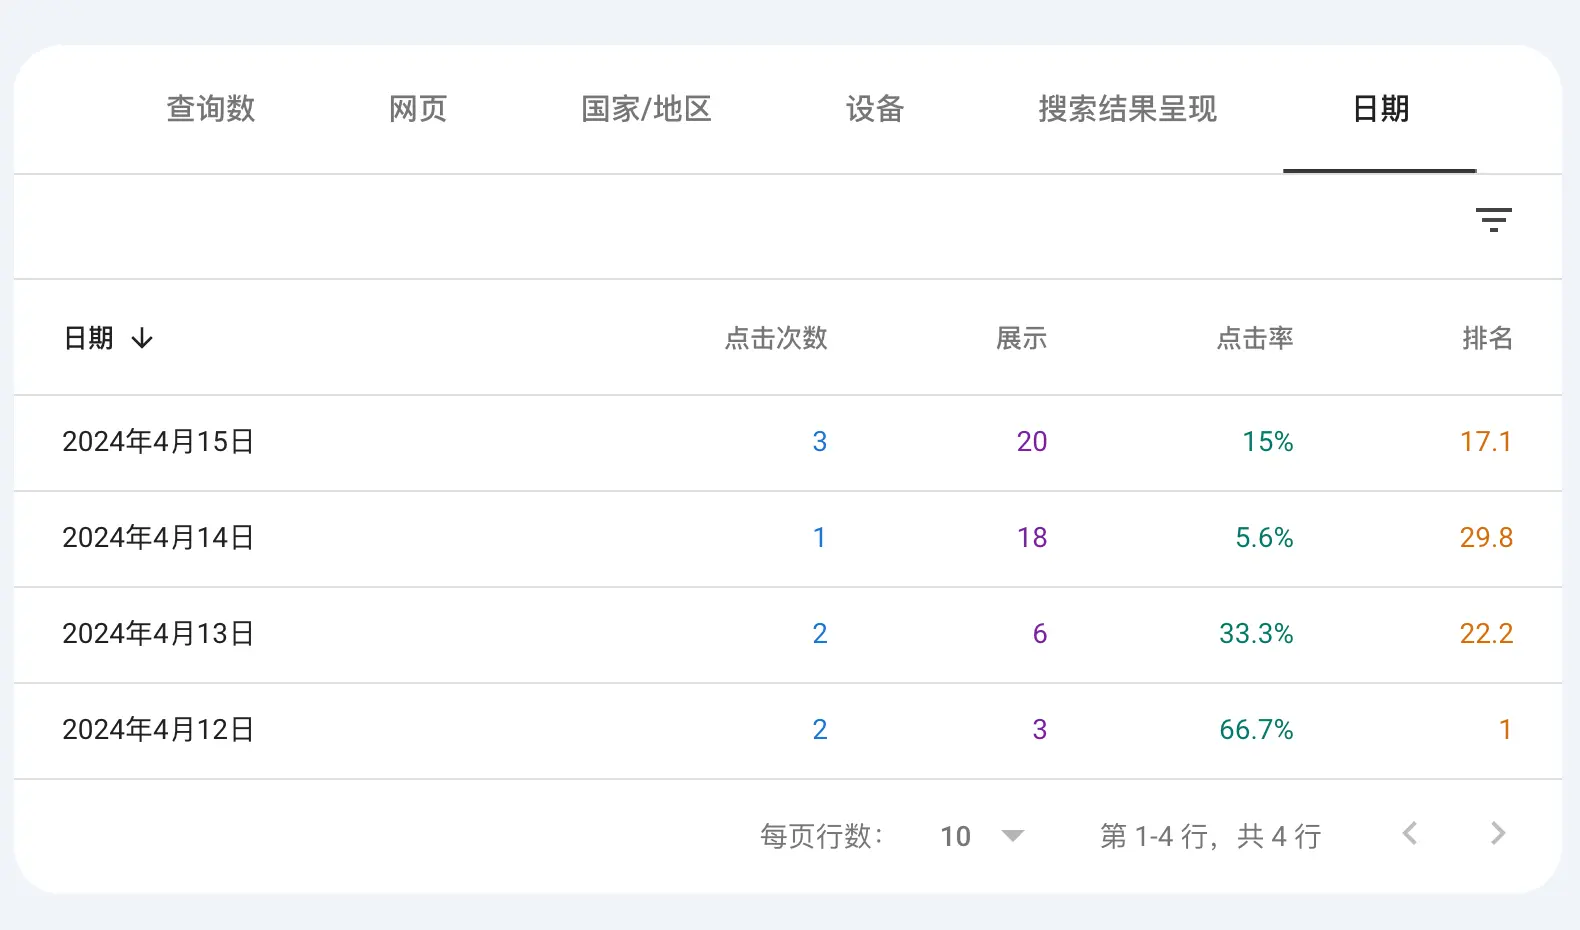 查询数 网页 国家/地区 设备 搜索结果呈现 日期
日期 ↓ 点击次数 展示 点击率 排名
2024年4月15日 3 20 15% 17.1
2024年4月14日 1 18 5.6% 29.8
2024年4月13日 2 6 33.3% 22.2
2024年4月12日 2 3 66.7% 1
每页行数： 10 第 1-4 行，共 4 行